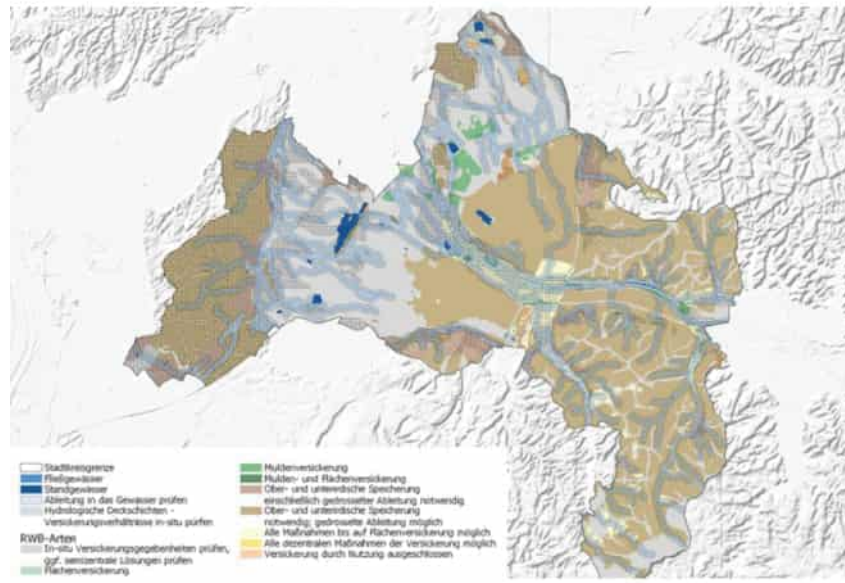 Stadtkreisgrenze
Fließgewässer
Standgewässer
Ableitung in das Gewässer prüfen
Hydrologische Deckschichten -
Versickerungsverhältnisse in-situ pürfen
RWB-Arten
In-situ Versickerungsgegebenheiten prüfen,
ggf. semizentrale Lösungen prüfen
Flächenversickerung
Muldenversickerung
Mulden- und Flächenversickerung
Ober- und unterirdische Speicherung
einschließlich gedrosselter Ableitung notwendig
Ober- und unterirdische Speicherung
notwendig; gedrosselte Ableitung möglich
Alle Maßnahmen bis auf Flächenversickerung möglich
Alle dezentralen Maßnahmen der Versickerung möglich
Versickerung durch Nutzung ausgeschlossen